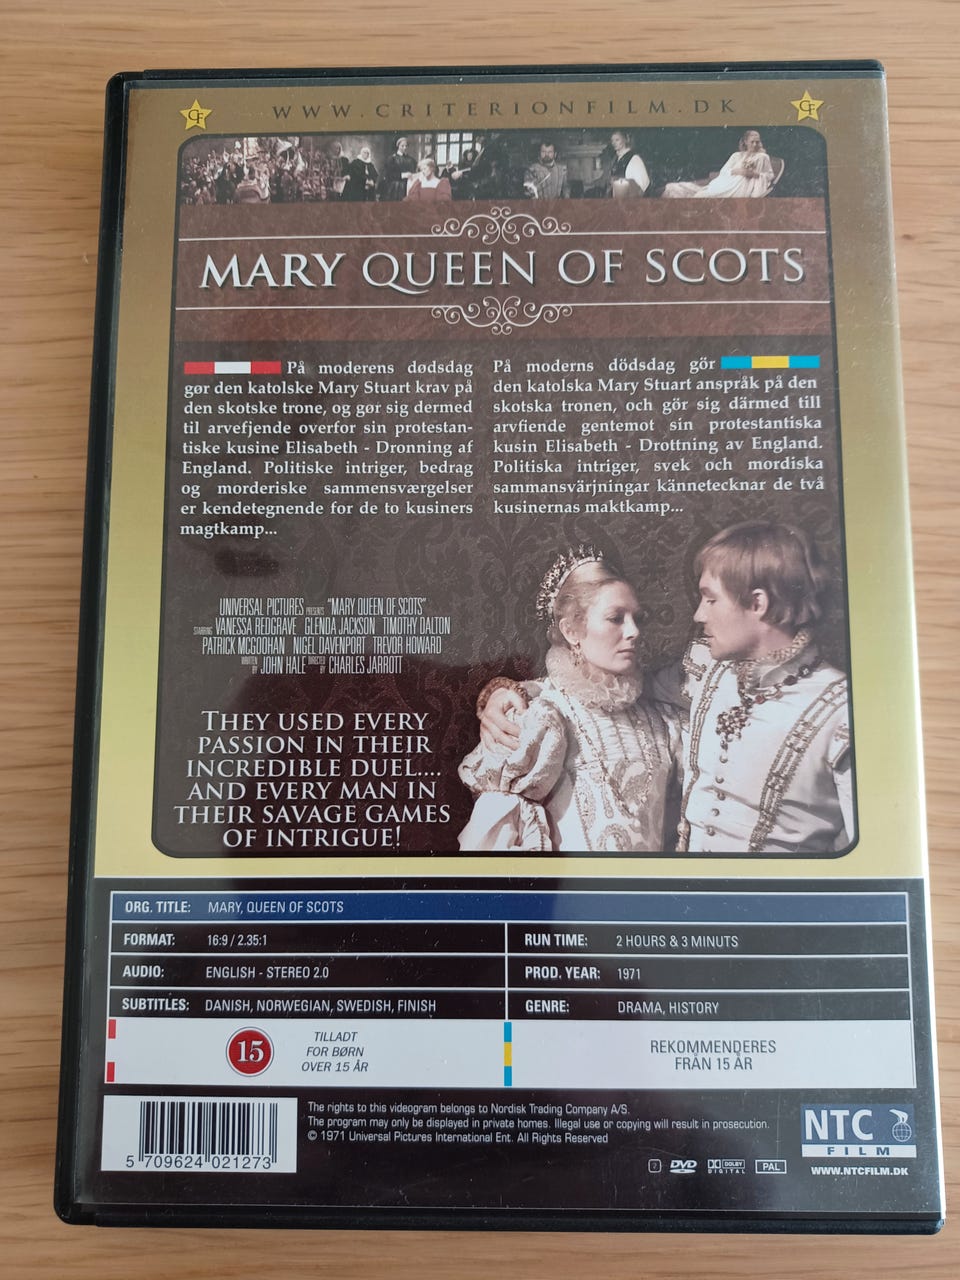 CF
WWW.CRITERIONFILM.DK
CF
MARY QUEEN OF SCOTS
På moderens dødsdag
gør den katolske Mary Stuart krav på
den skotske trone, og gør sig dermed
til arvefjende overfor sin protestan-
tiske kusine Elisabeth - Dronning af
England. Politiske intriger, bedrag
og morderiske sammensværgelser
er kendetegnende for de to kusiners
magtkamp...
På moderns dödsdag gör
den katolska Mary Stuart anspråk på den
skotska tronen, och gör sig därmed till
arvfiende gentemot sin protestantiska
kusin Elisabeth - Drottning av England.
Politiska intriger, svek och mordiska
sammansvärjningar kännetecknar de två
kusinernas maktkamp...
UNIVERSAL PICTURES PRESENTS "MARY QUEEN OF SCOTS"
STARRING VANESSA REDGRAVE GLENDA JACKSON TIMOTHY DALTON
PATRICK MCGOOHAN NIGEL DAVENPORT TREVOR HOWARD
WRITTEN BY JOHN HALE DIRECTED BY CHARLES JARROTT
THEY USED EVERY
PASSION IN THEIR
INCREDIBLE DUEL....
AND EVERY MAN IN
THEIR SAVAGE GAMES
OF INTRIGUE!
ORG. TITLE: MARY, QUEEN OF SCOTS
FORMAT: 16:9 / 2.35:1
RUN TIME: 2 HOURS & 3 MINUTS
AUDIO: ENGLISH - STEREO 2.0
PROD. YEAR: 1971
SUBTITLES: DANISH, NORWEGIAN, SWEDISH, FINISH
GENRE: DRAMA, HISTORY
15
TILLADT
FOR BØRN
OVER 15 ÅR
REKOMMENDERES
FRÅN 15 ÅR
5 709624 021273
The rights to this videogram belongs to Nordisk Trading Company A/S.
The program may only be displayed in private homes. Illegal use or copying will result in prosecution.
© 1971 Universal Pictures International Ent. All Rights Reserved
2
DVD
DOLBY
DIGITAL
PAL
NTC
FILM
WWW.NTCFILM.DK